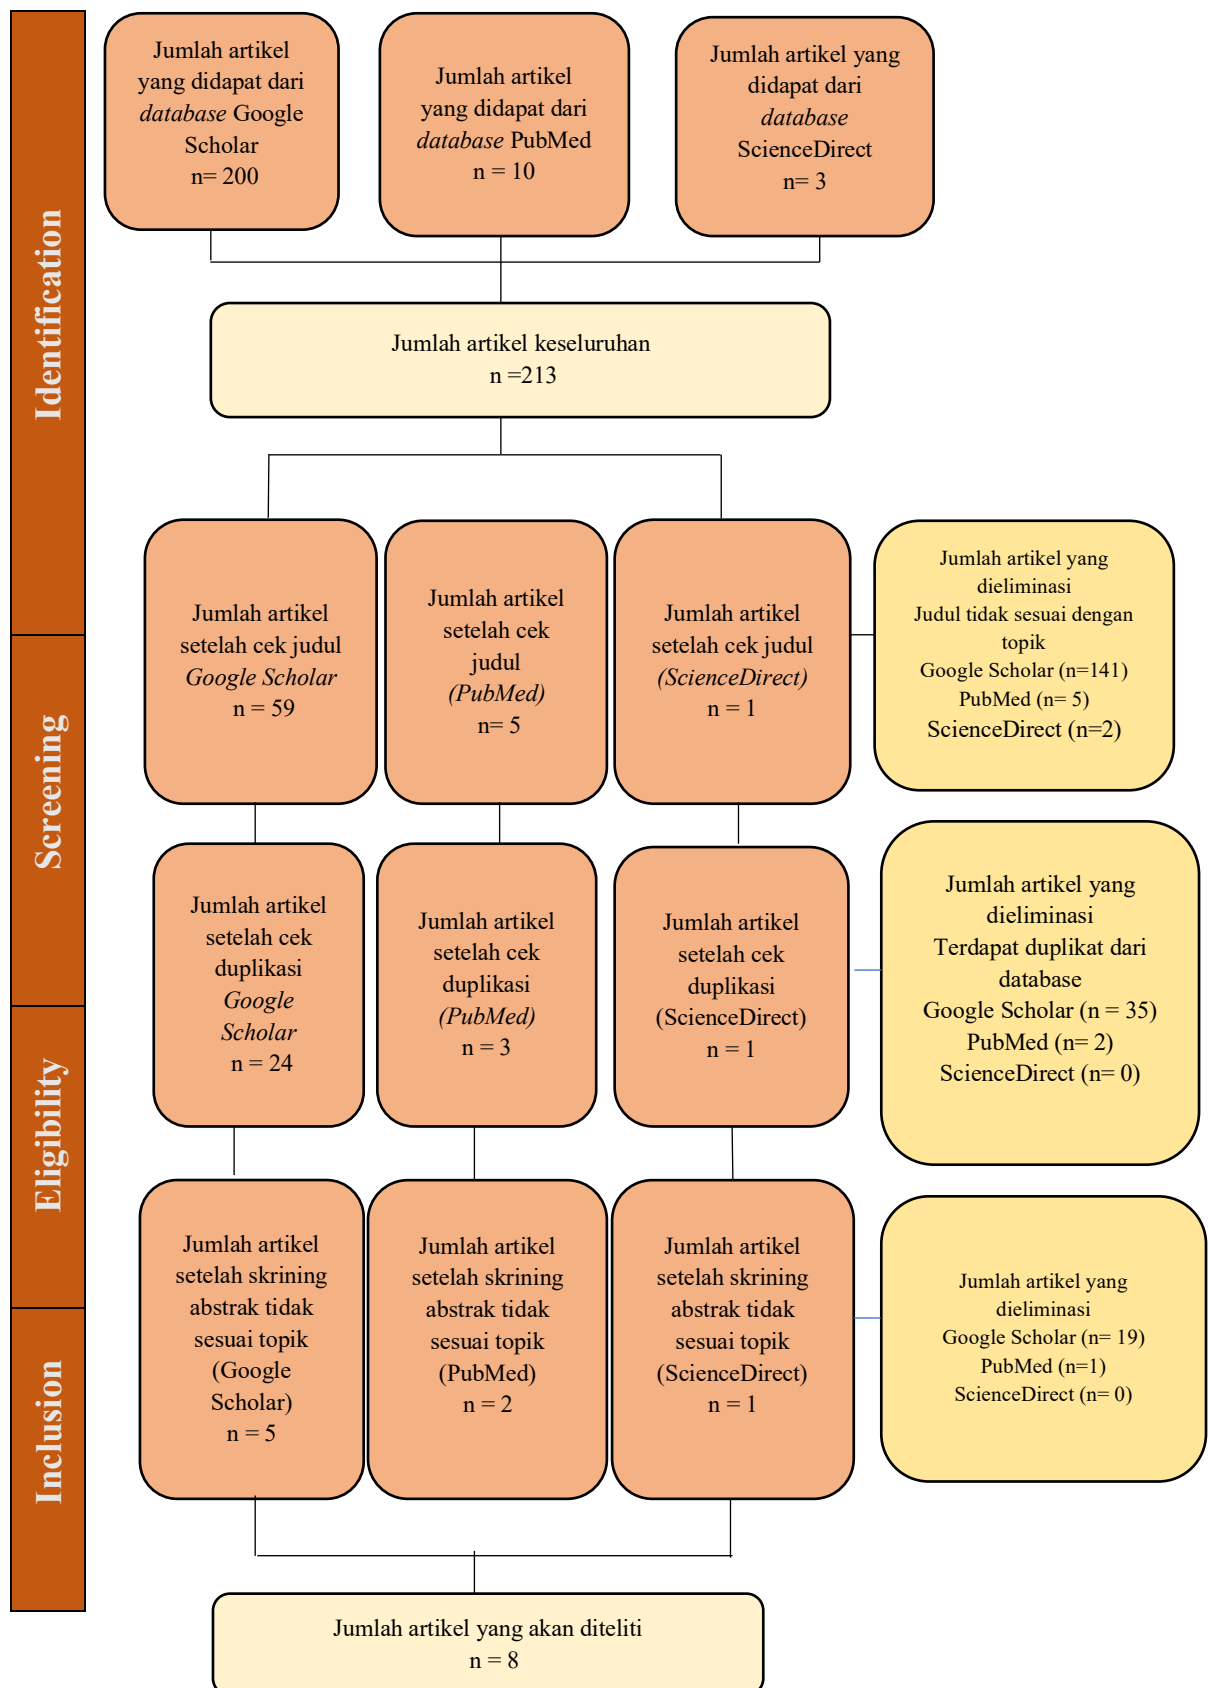 Identification
Screening
Eligibility
Inclusion
Jumlah artikel
yang didapat dari
database Google
Scholar
n= 200
Jumlah artikel
yang didapat dari
database PubMed
n = 10
Jumlah artikel yang
didapat dari
database
ScienceDirect
n= 3
Jumlah artikel keseluruhan
n =213
Jumlah artikel
setelah cek judul
Google Scholar
n = 59
Jumlah artikel
setelah cek
judul
(PubMed)
n= 5
Jumlah artikel
setelah cek judul
(ScienceDirect)
n = 1
Jumlah artikel yang
dieliminasi
Judul tidak sesuai dengan
topik
Google Scholar (n=141)
PubMed (n= 5)
ScienceDirect (n=2)
Jumlah artikel
setelah cek
duplikasi
Google
Scholar
n = 24
Jumlah artikel
setelah cek
duplikasi
(PubMed)
n = 3
Jumlah artikel
setelah cek
duplikasi
(ScienceDirect)
n = 1
Jumlah artikel yang
dieliminasi
Terdapat duplikat dari
database
Google Scholar (n = 35)
PubMed (n= 2)
ScienceDirect (n= 0)
Jumlah artikel
setelah skrining
abstrak tidak
sesuai topik
(Google
Scholar)
n = 5
Jumlah artikel
setelah skrining
abstrak tidak
sesuai topik
(PubMed)
n = 2
Jumlah artikel
setelah skrining
abstrak tidak
sesuai topik
(ScienceDirect)
n = 1
Jumlah artikel yang
dieliminasi
Google Scholar (n= 19)
PubMed (n=1)
ScienceDirect (n= 0)
Jumlah artikel yang akan diteliti
n = 8